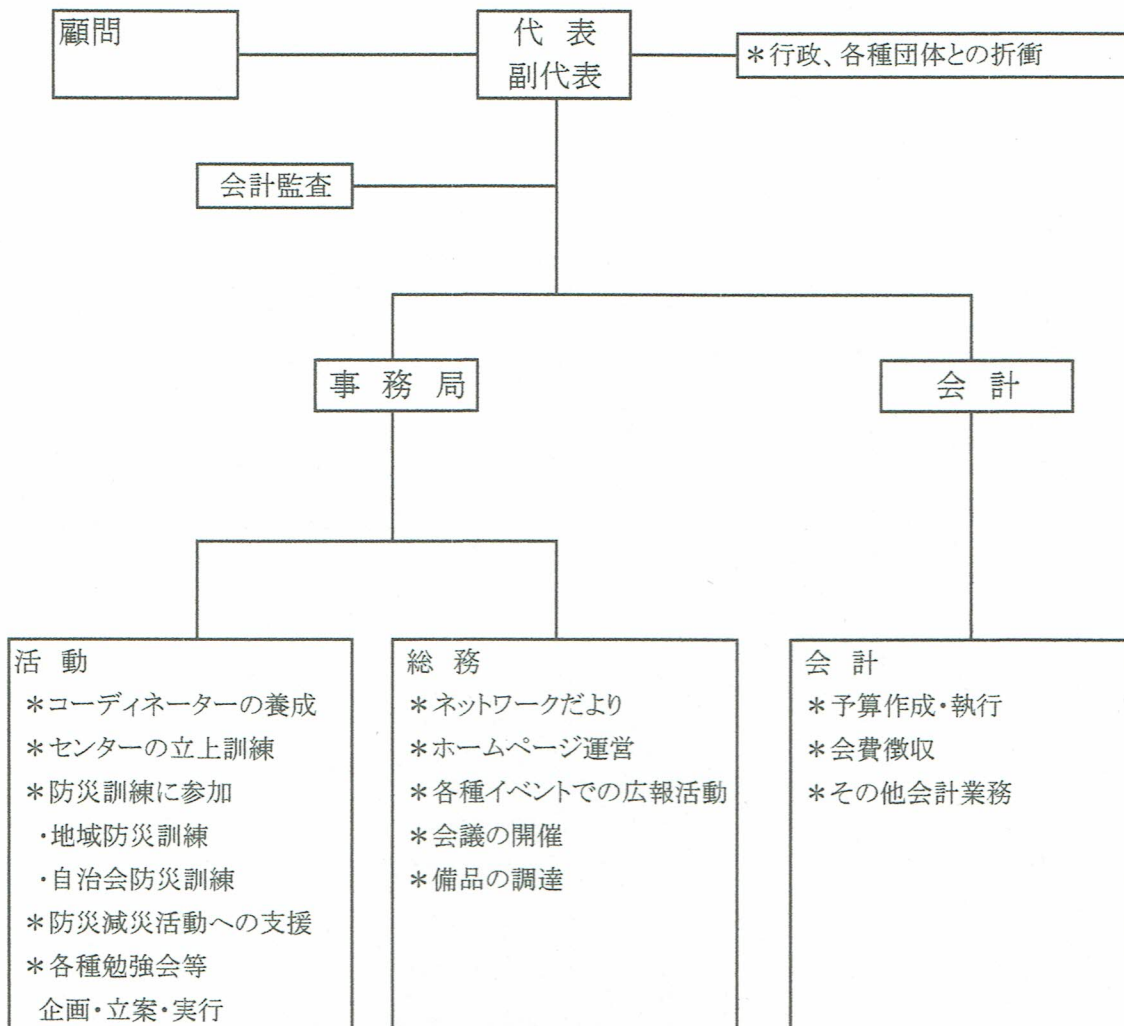 顧問
代 表
副代表
＊行政、各種団体との折衝
会計監査
事 務 局
会 計
活 動
＊コーディネーターの養成
＊センターの立上訓練
＊防災訓練に参加
・地域防災訓練
・自治会防災訓練
＊防災減災活動への支援
＊各種勉強会等
企画・立案・実行
総 務
＊ネットワークだより
＊ホームページ運営
＊各種イベントでの広報活動
＊会議の開催
＊備品の調達
会 計
＊予算作成・執行
＊会費徴収
＊その他会計業務